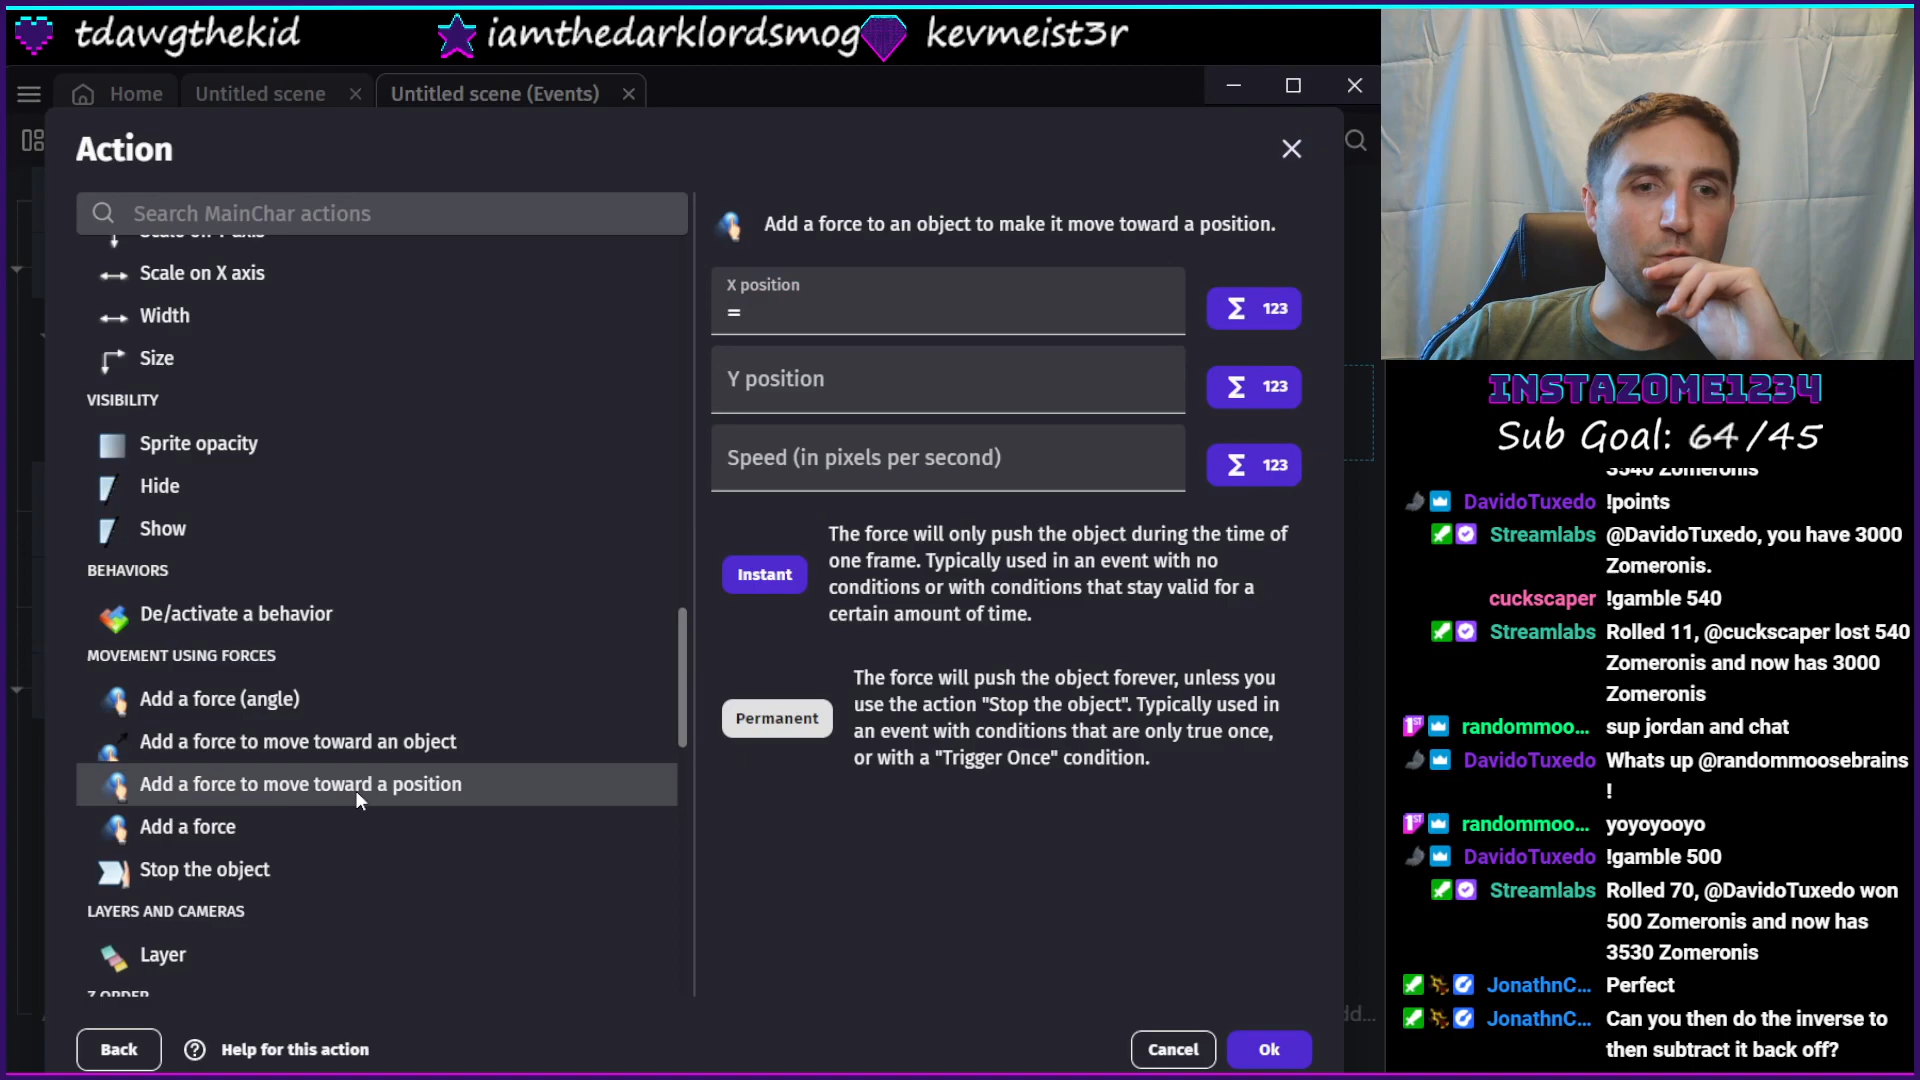 tdawgthekid
iamthedarklordsmog
kevmeist3r
Home
Untitled scene
Untitled scene (Events)
Action
Search MainChar actions
Scale on X axis
Width
Size
VISIBILITY
Sprite opacity
Hide
Show
BEHAVIORS
De/activate a behavior
MOVEMENT USING FORCES
Add a force (angle)
Add a force to move toward an object
Add a force to move toward a position
Add a force
Stop the object
LAYERS AND CAMERAS
Layer
Z ORDER
Back
Help for this action
Add a force to an object to make it move toward a position.
X position
=
Σ 123
Y position
Σ 123
Speed (in pixels per second)
Σ 123
Instant
The force will only push the object during the time of
one frame. Typically used in an event with no
conditions or with conditions that stay valid for a
certain amount of time.
Permanent
The force will push the object forever, unless you
use the action "Stop the object". Typically used in
an event with conditions that are only true once,
or with a "Trigger Once" condition.
Cancel
Ok
INSTAZOME1234
Sub Goal: 64/45
3540 Zomeronis
DavidoTuxedo !points
Streamlabs @DavidoTuxedo, you have 3000
Zomeronis.
cuckscaper !gamble 540
Streamlabs Rolled 11, @cuckscaper lost 540
Zomeronis and now has 3000
Zomeronis
randommoo... sup jordan and chat
DavidoTuxedo Whats up @randommoosebrains
!
randommoo... yoyoyooyo
DavidoTuxedo !gamble 500
Streamlabs Rolled 70, @DavidoTuxedo won
500 Zomeronis and now has
3530 Zomeronis
JonathnC... Perfect
JonathnC... Can you then do the inverse to
then subtract it back off?